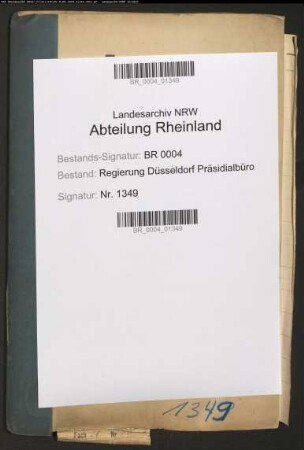 BR_0004_01349
Landesarchiv NRW
Abteilung Rheinland
Bestands-Signatur: BR 0004
Bestand: Regierung Düsseldorf Präsidialbüro
Signatur: Nr. 1349
BR_0004_01349
1349